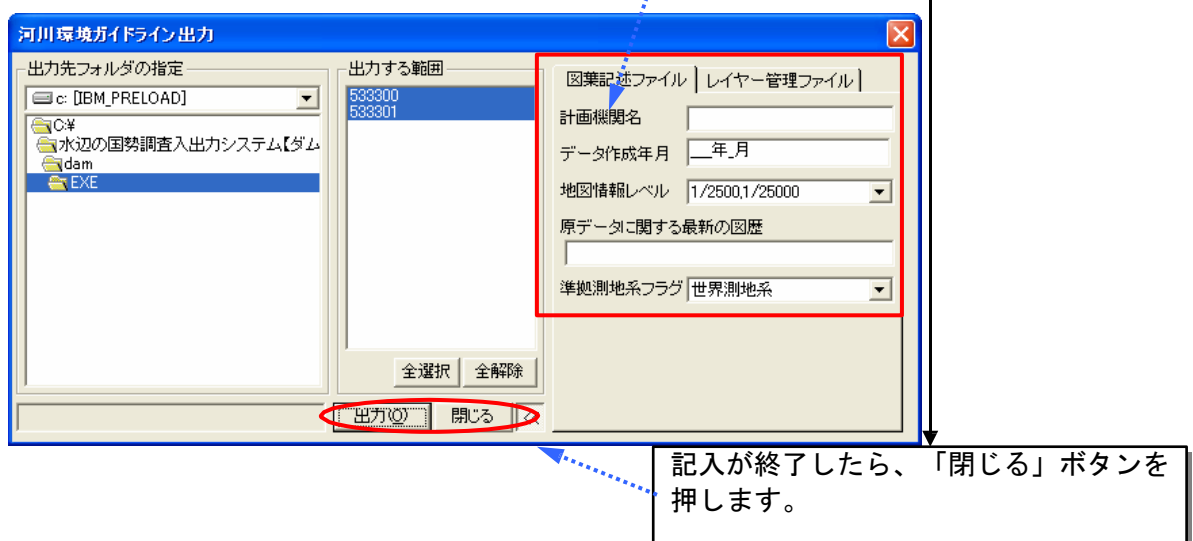 河川環境ガイドライン出力
出力先フォルダの指定
c: [IBM_PRELOAD]
C:¥
水辺の国勢調査入出力システム【ダム
dam
EXE
出力する範囲
533300
533301
全選択 全解除
図葉記述ファイル レイヤー管理ファイル
計画機関名
データ作成年月 __年_月
地図情報レベル 1/2500,1/25000
原データに関する最新の図歴
準拠測地系フラグ 世界測地系
出力(O) 閉じる <
記入が終了したら、「閉じる」ボタンを
押します。